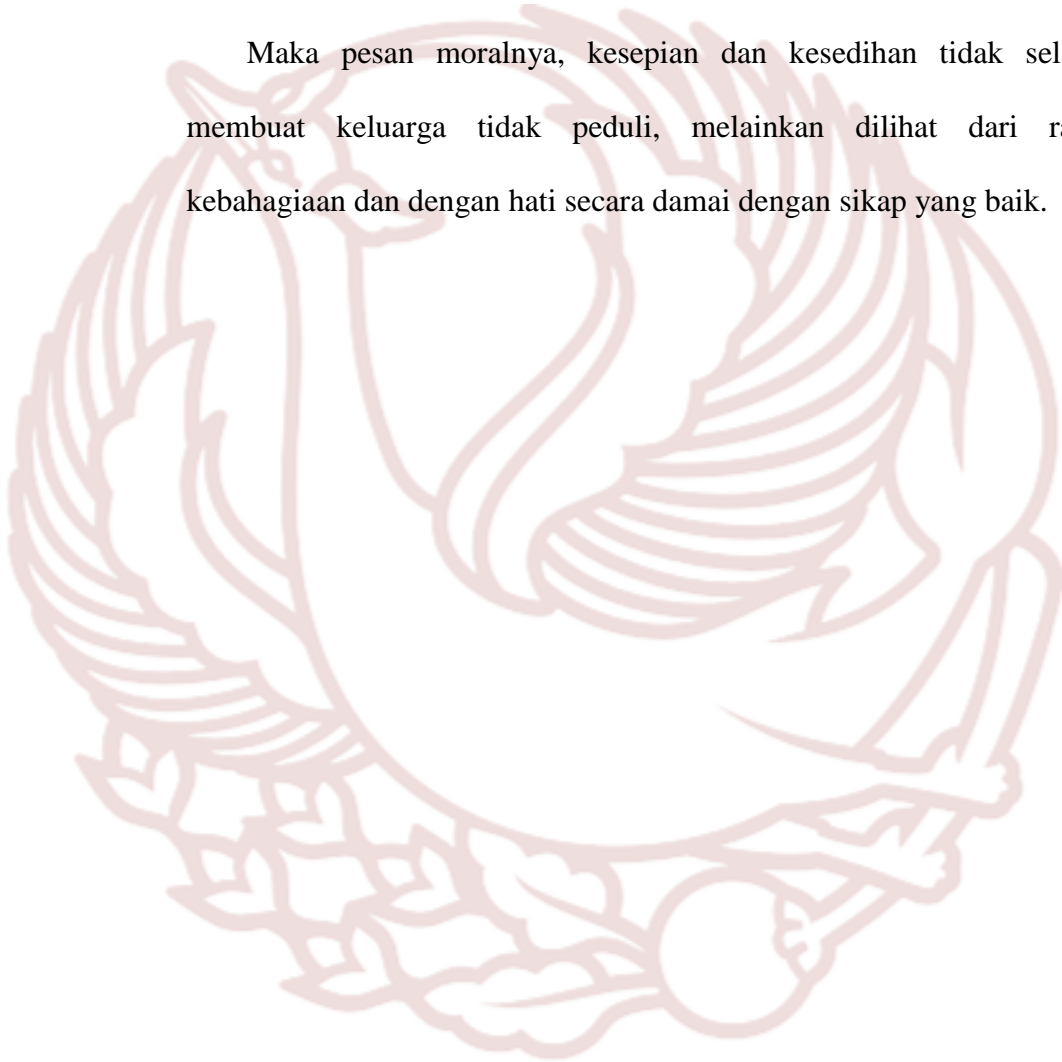 Maka pesan moralnya, kesepian dan kesedihan tidak
membuat keluarga tidak peduli, melainkan dilihat dari
kebahagiaan dan dengan hati secara damai dengan sikap yang baik.